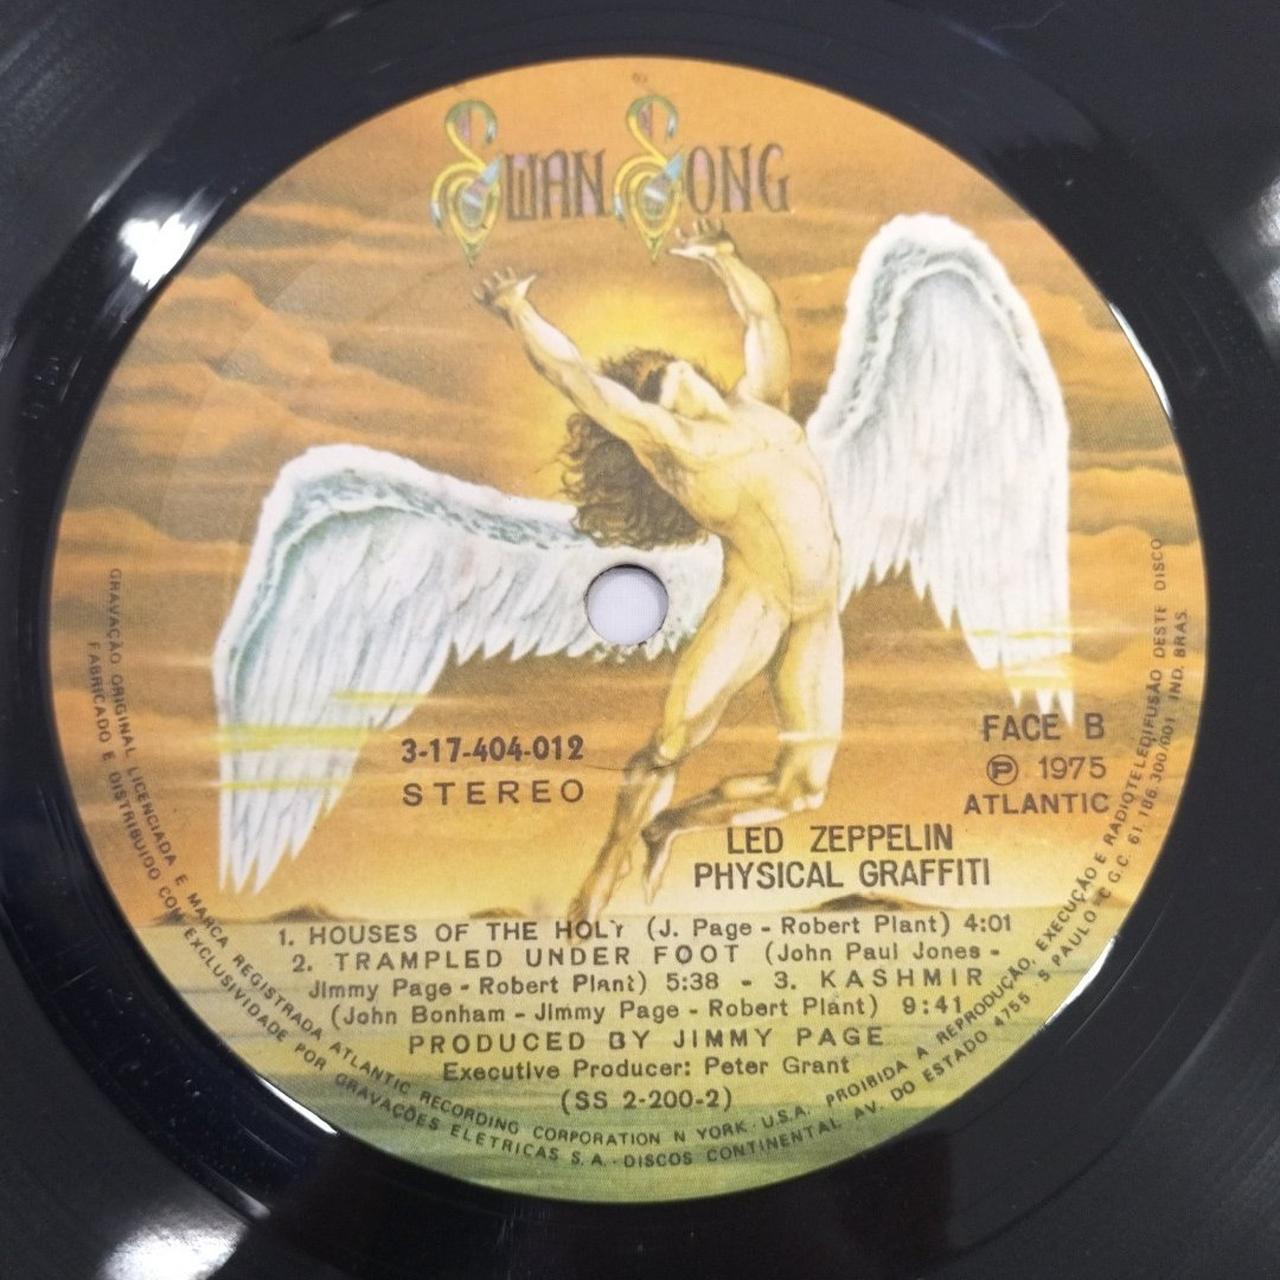 SWAN SONG
3-17-404-012
STEREO
FACE B
Ⓟ 1975
ATLANTIC
LED ZEPPELIN
PHYSICAL GRAFFITI
1. HOUSES OF THE HOLY (J. Page - Robert Plant) 4:01
2. TRAMPLED UNDER FOOT (John Paul Jones -
Jimmy Page - Robert Plant) 5:38 - 3. KASHMIR
(John Bonham - Jimmy Page - Robert Plant) 9:41
PRODUCED BY JIMMY PAGE
Executive Producer: Peter Grant
(SS 2-200-2)
GRAVAÇÃO ORIGINAL LICENCIADA E MARCA REGISTRADA ATLANTIC RECORDING CORPORATION N YORK · U.S.A. PROIBIDA A REPRODUÇÃO, EXECUÇÃO E RADIOTELEDIFUSÃO DESTE DISCO
FABRICADO E DISTRIBUIDO COM EXCLUSIVIDADE POR GRAVAÇÕES ELETRICAS S.A. - DISCOS CONTINENTAL AV. DO ESTADO 4755 - S. PAULO - C.G.C. 61.186.300/001 IND. BRAS.